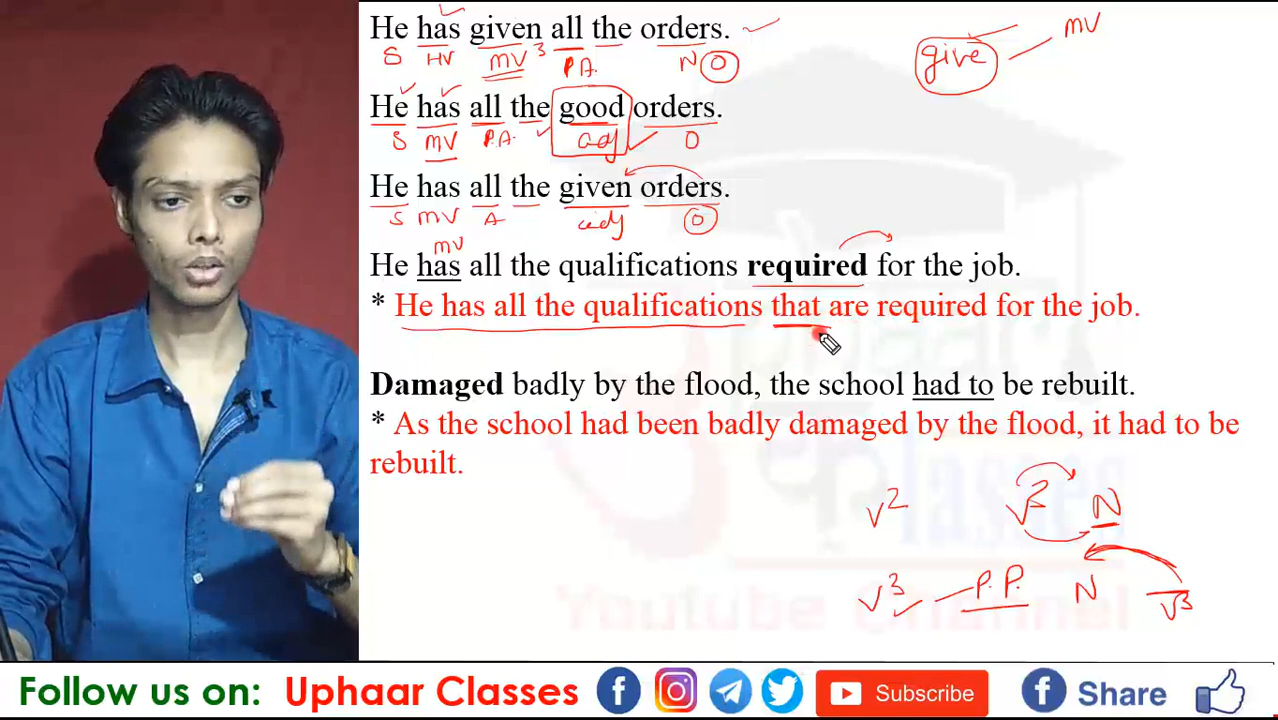 He has given all the orders.
S HV MV 3 P.A. N O
give mv
He has all the good orders.
S MV P.A. adj O
He has all the given orders.
S MV A adj O
mv
He has all the qualifications required for the job.
* He has all the qualifications that are required for the job.
Damaged badly by the flood, the school had to be rebuilt.
* As the school had been badly damaged by the flood, it had to be
rebuilt.
V2 N
V3 P.P. N V3
Youtube Channel
Follow us on: Uphaar Classes Subscribe Share